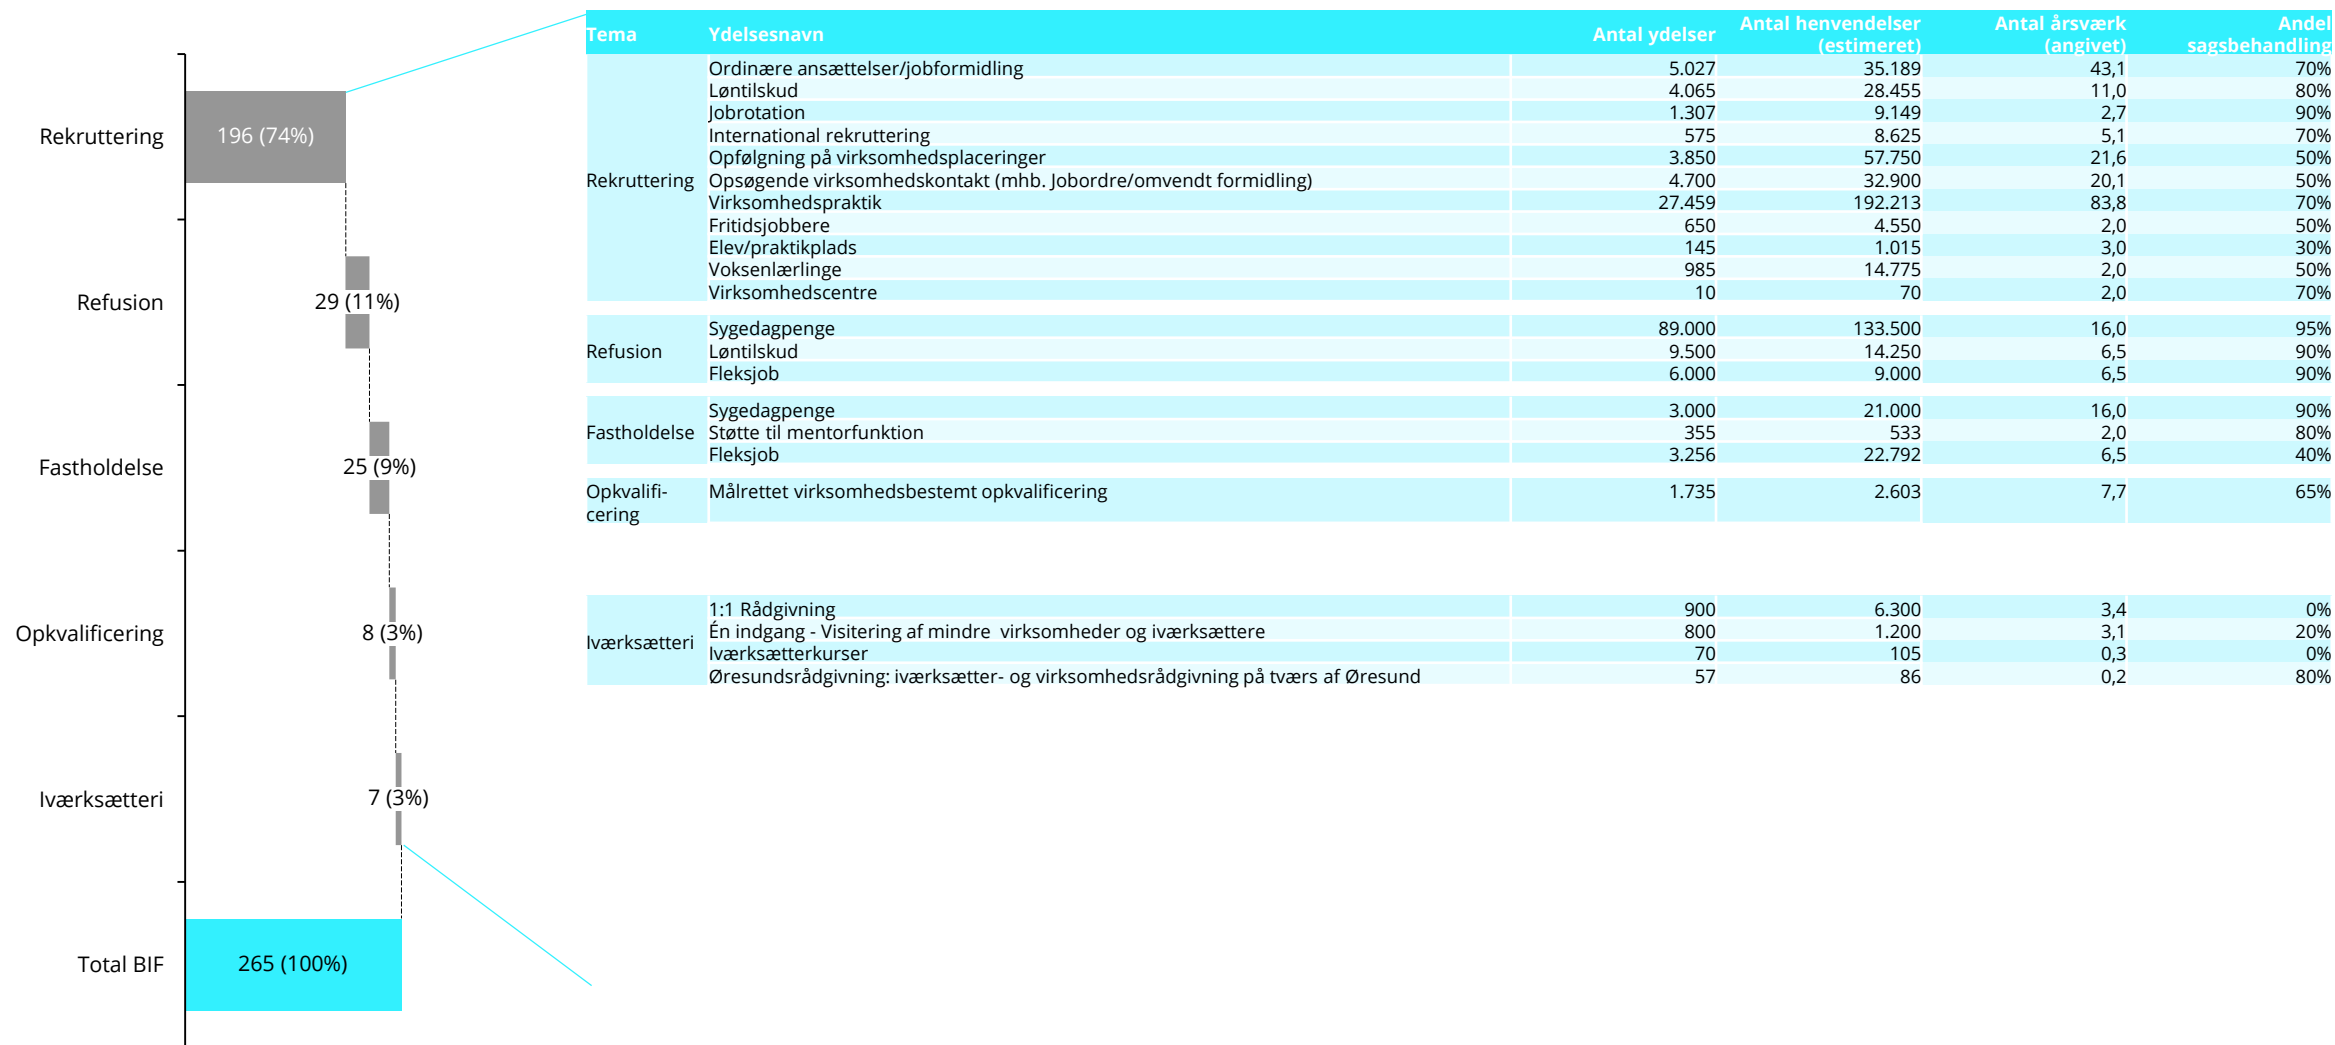 Rekruttering
196 (74%)
Refusion
29 (11%)
Fastholdelse
25 (9%)
Opkvalificering
8 (3%)
Iværksætteri
7 (3%)
Total BIF
265 (100%)
Tema Ydelsesnavn Antal ydelser Antal henvendelser (estimeret) Antal årsværk (angivet) Andel sagsbehandling
Rekruttering
Ordinære ansættelser/jobformidling 5.027 35.189 43,1 70%
Løntilskud 4.065 28.455 11,0 80%
Jobrotation 1.307 9.149 2,7 90%
International rekruttering 575 8.625 5,1 70%
Opfølgning på virksomhedsplaceringer 3.850 57.750 21,6 50%
Opsøgende virksomhedskontakt (mhb. Jobordre/omvendt formidling) 4.700 32.900 20,1 50%
Virksomhedspraktik 27.459 192.213 83,8 70%
Fritidsjobbere 650 4.550 2,0 50%
Elev/praktikplads 145 1.015 3,0 30%
Voksenlærlinge 985 14.775 2,0 50%
Virksomhedscentre 10 70 2,0 70%
Refusion
Sygedagpenge 89.000 133.500 16,0 95%
Løntilskud 9.500 14.250 6,5 90%
Fleksjob 6.000 9.000 6,5 90%
Fastholdelse
Sygedagpenge 3.000 21.000 16,0 90%
Støtte til mentorfunktion 355 533 2,0 80%
Fleksjob 3.256 22.792 6,5 40%
Opkvalifi-
cering
Målrettet virksomhedsbestemt opkvalificering 1.735 2.603 7,7 65%
Iværksætteri
1:1 Rådgivning 900 6.300 3,4 0%
Én indgang - Visitering af mindre  virksomheder og iværksættere 800 1.200 3,1 20%
Iværksætterkurser 70 105 0,3 0%
Øresundsrådgivning: iværksætter- og virksomhedsrådgivning på tværs af Øresund 57 86 0,2 80%